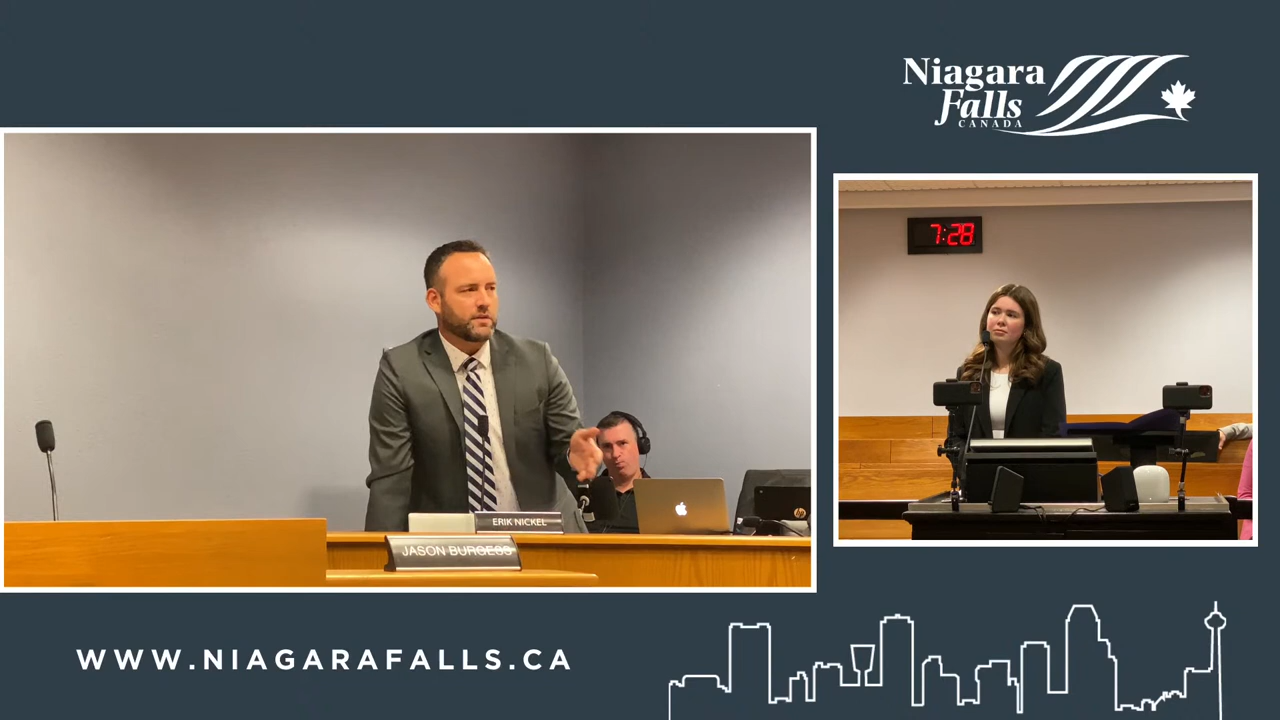 Niagara
Falls
CANADA
7:28
ERIK NICKEL
JASON BURGESS
WWW.NIAGARAFALLS.CA